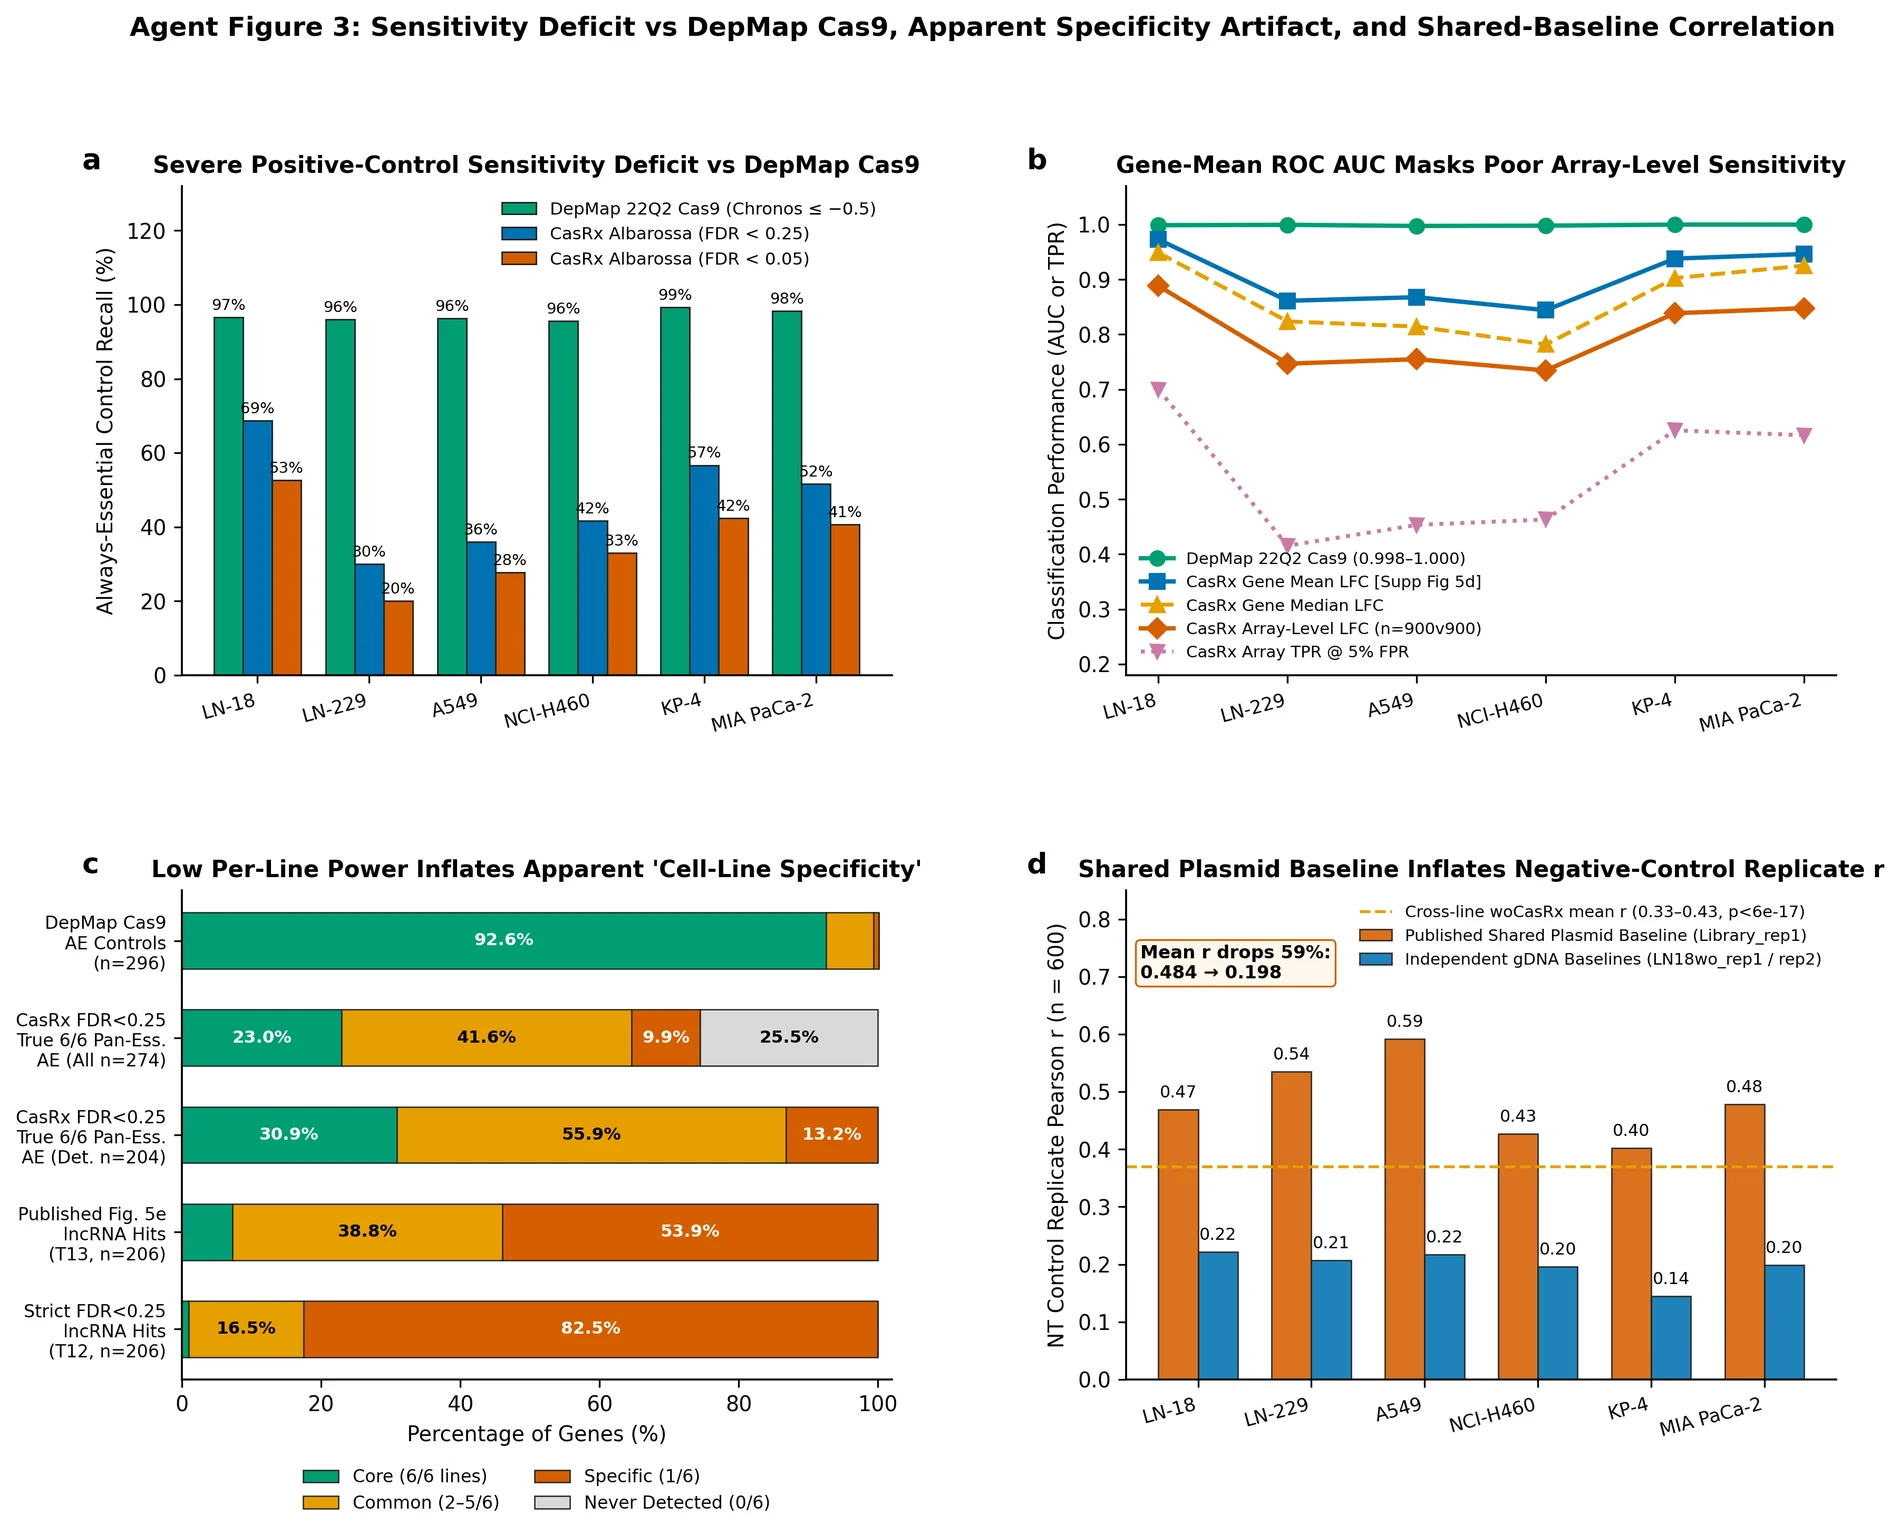 Agent Figure 3: Sensitivity Deficit vs DepMap Cas9, Apparent Specificity Artifact, and Shared-Baseline Correlation
a
Severe Positive-Control Sensitivity Deficit vs DepMap Cas9
Always-Essential Control Recall (%)
120
100
80
60
40
20
0
DepMap 22Q2 Cas9 (Chronos ≤ −0.5)
CasRx Albarossa (FDR < 0.25)
CasRx Albarossa (FDR < 0.05)
97%
69%
53%
96%
30%
20%
96%
36%
28%
96%
42%
33%
99%
57%
42%
98%
52%
41%
LN-18
LN-229
A549
NCI-H460
KP-4
MIA PaCa-2
b
Gene-Mean ROC AUC Masks Poor Array-Level Sensitivity
Classification Performance (AUC or TPR)
1.0
0.9
0.8
0.7
0.6
0.5
0.4
0.3
0.2
DepMap 22Q2 Cas9 (0.998–1.000)
CasRx Gene Mean LFC [Supp Fig 5d]
CasRx Gene Median LFC
CasRx Array-Level LFC (n=900v900)
CasRx Array TPR @ 5% FPR
LN-18
LN-229
A549
NCI-H460
KP-4
MIA PaCa-2
c
Low Per-Line Power Inflates Apparent 'Cell-Line Specificity'
DepMap Cas9
AE Controls
(n=296)
92.6%
CasRx FDR<0.25
True 6/6 Pan-Ess.
AE (All n=274)
23.0%
41.6%
9.9%
25.5%
CasRx FDR<0.25
True 6/6 Pan-Ess.
AE (Det. n=204)
30.9%
55.9%
13.2%
Published Fig. 5e
lncRNA Hits
(T13, n=206)
38.8%
53.9%
Strict FDR<0.25
lncRNA Hits
(T12, n=206)
16.5%
82.5%
0
20
40
60
80
100
Percentage of Genes (%)
Core (6/6 lines)
Common (2–5/6)
Specific (1/6)
Never Detected (0/6)
d
Shared Plasmid Baseline Inflates Negative-Control Replicate r
NT Control Replicate Pearson r (n = 600)
0.8
0.7
0.6
0.5
0.4
0.3
0.2
0.1
0.0
Mean r drops 59%:
0.484 → 0.198
Cross-line woCasRx mean r (0.33–0.43, p<6e-17)
Published Shared Plasmid Baseline (Library_rep1)
Independent gDNA Baselines (LN18wo_rep1 / rep2)
0.47
0.22
0.54
0.21
0.59
0.22
0.43
0.20
0.40
0.14
0.48
0.20
LN-18
LN-229
A549
NCI-H460
KP-4
MIA PaCa-2